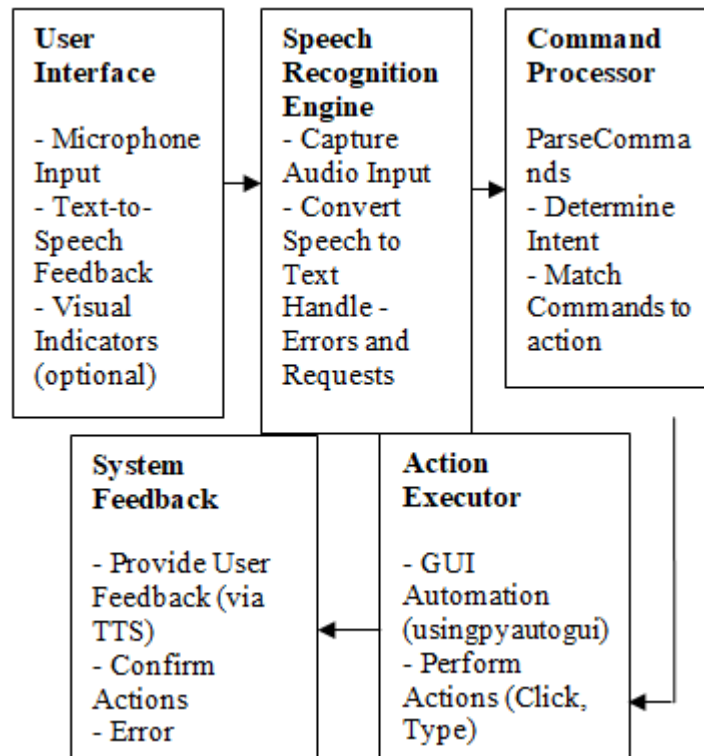 User
Interface
- Microphone
Input
- Text-to-
Speech
Feedback
- Visual
Indicators
(optional)
Speech
Recognition
Engine
- Capture
Audio Input
- Convert
Speech to
Text
Handle -
Errors and
Requests
Command
Processor
ParseComma
nds
- Determine
Intent
- Match
Commands to
action
System
Feedback
- Provide User
Feedback (via
TTS)
- Confirm
Actions
- Error
Action
Executor
- GUI
Automation
(usingpyautogui)
- Perform
Actions (Click,
Type)